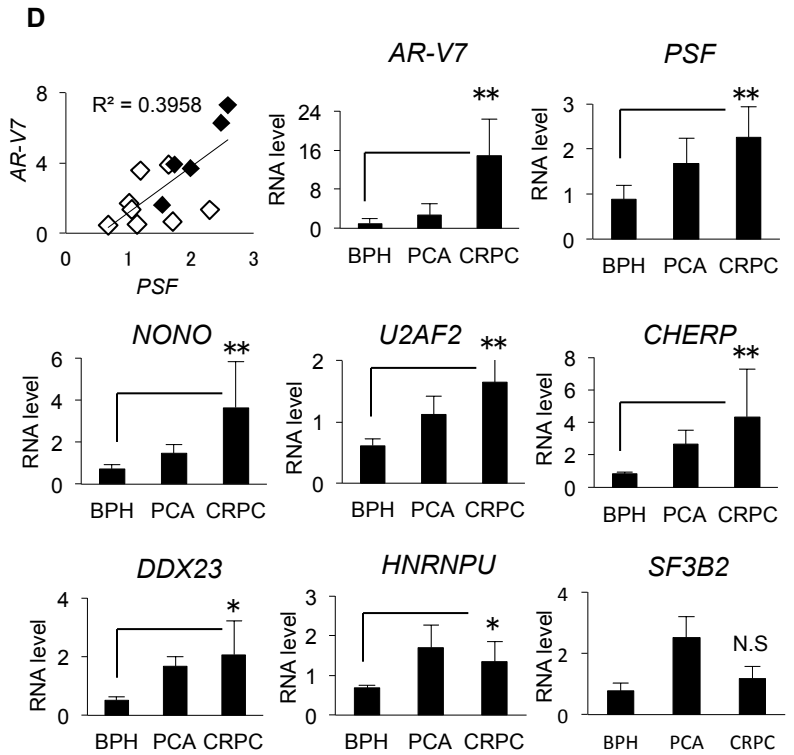 D
AR-V7
R² = 0.3958
8
4
0
0 1 2 3
PSF
AR-V7
RNA level
24
16
8
0
**
BPH PCA CRPC
PSF
RNA level
3
2
1
0
**
BPH PCA CRPC
NONO
RNA level
6
4
2
0
**
BPH PCA CRPC
U2AF2
RNA level
2
1
0
**
BPH PCA CRPC
CHERP
RNA level
8
6
4
2
0
**
BPH PCA CRPC
DDX23
RNA level
4
2
0
*
BPH PCA CRPC
HNRNPU
RNA level
3
2
1
0
*
BPH PCA CRPC
SF3B2
RNA level
4
2
0
N.S
BPH PCA CRPC